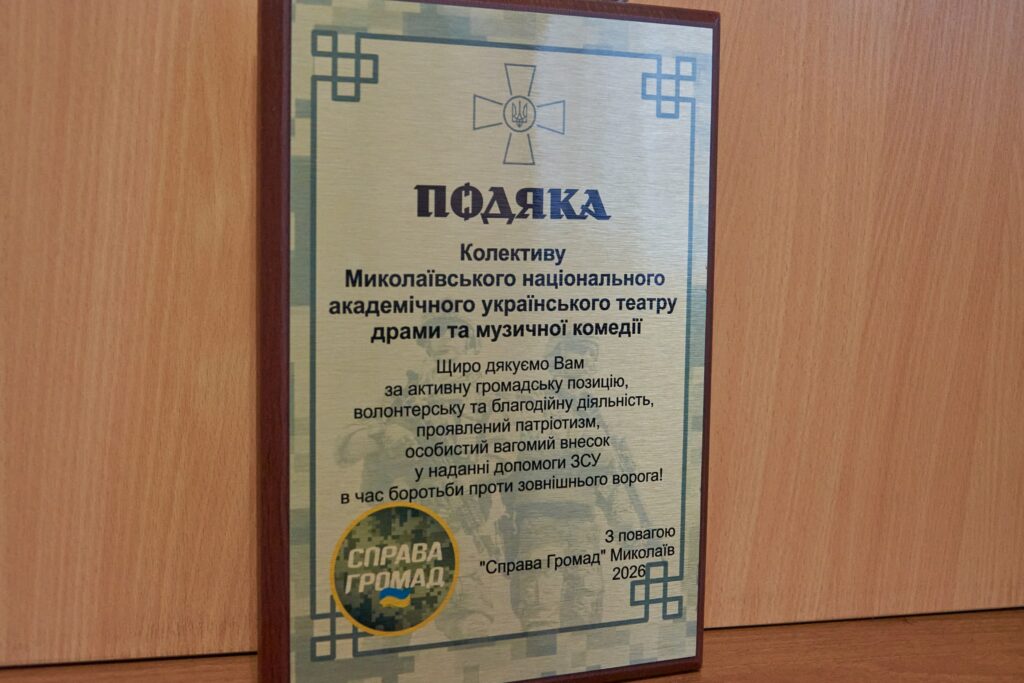 ПОДЯКА
Колективу
Миколаївського національного
академічного українського театру
драми та музичної комедії
Щиро дякуємо Вам
за активну громадську позицію,
волонтерську та благодійну діяльність,
проявлений патріотизм,
особистий вагомий внесок
у наданні допомоги ЗСУ
в час боротьби проти зовнішнього ворога!
СПРАВА
ГРОМАД
З повагою
"Справа Громад" Миколаїв
2026